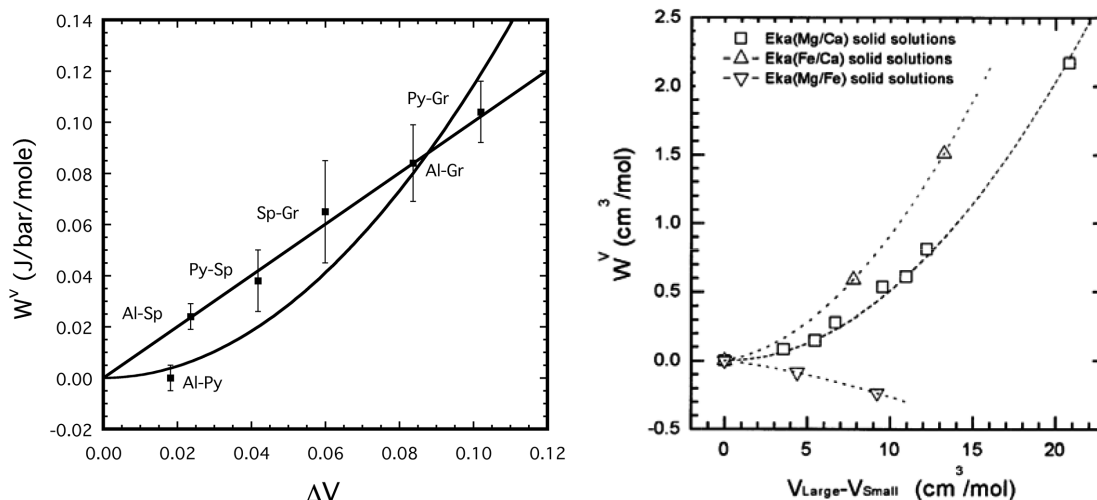 0.14
0.12
0.10
0.08
0.06
0.04
0.02
0.00
-0.02
W^V (J/bar/mole)
Py-Gr
Al-Gr
Sp-Gr
Py-Sp
Al-Sp
Al-Py
0.00 0.02 0.04 0.06 0.08 0.10 0.12
ΔV
2.5
2.0
1.5
1.0
0.5
0.0
-0.5
W^V (cm^3/mol)
Eka(Mg/Ca) solid solutions
Eka(Fe/Ca) solid solutions
Eka(Mg/Fe) solid solutions
0 5 10 15 20
V_Large-V_Small (cm^3/mol)